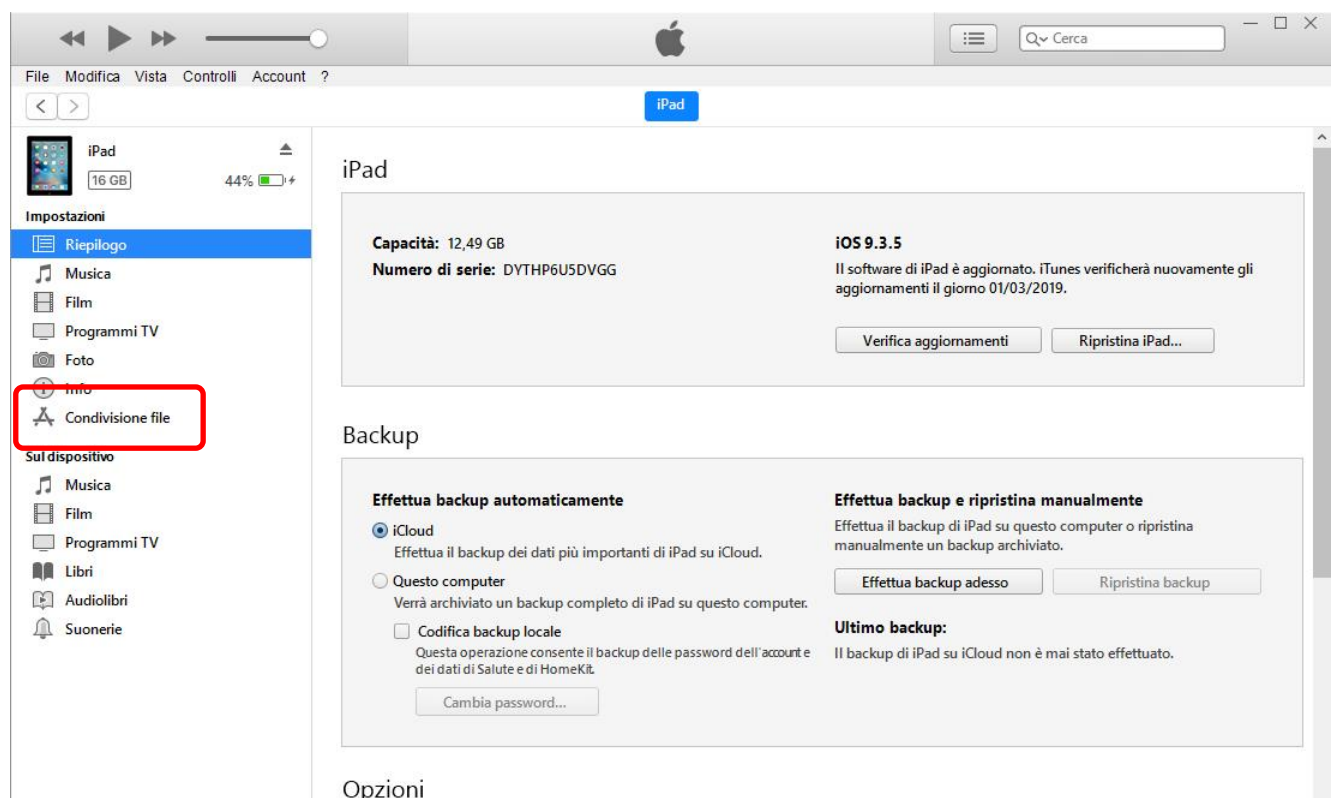 Cerca
File Modifica Vista Controlli Account ?
iPad
iPad
16 GB 44%
Impostazioni
Riepilogo
Musica
Film
Programmi TV
Foto
Info
Condivisione file
Sul dispositivo
Musica
Film
Programmi TV
Libri
Audiolibri
Suonerie
iPad
Capacità: 12,49 GB
Numero di serie: DYTHP6U5DVGG
iOS 9.3.5
Il software di iPad è aggiornato. iTunes verificherà nuovamente gli
aggiornamenti il giorno 01/03/2019.
Verifica aggiornamenti Ripristina iPad...
Backup
Effettua backup automaticamente
iCloud
Effettua il backup dei dati più importanti di iPad su iCloud.
Questo computer
Verrà archiviato un backup completo di iPad su questo computer.
Codifica backup locale
Questa operazione consente il backup delle password dell'account e
dei dati di Salute e di HomeKit.
Cambia password...
Effettua backup e ripristina manualmente
Effettua il backup di iPad su questo computer o ripristina
manualmente un backup archiviato.
Effettua backup adesso Ripristina backup
Ultimo backup:
Il backup di iPad su iCloud non è mai stato effettuato.
Opzioni